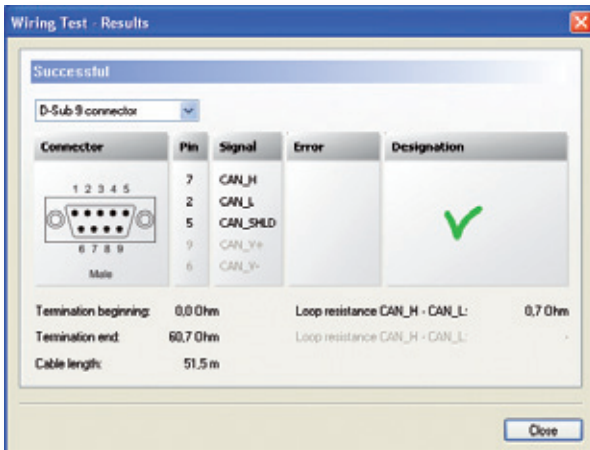 Wiring Test - Results
Successful
D-Sub 9 connector
Connector Pin Signal Error Designation
1 2 3 4 5
6 7 8 9
Male
7 CAN_H
2 CAN_L
5 CAN_SHLD
9 CAN_V+
6 CAN_V-
Termination beginning: 0,0 Ohm Loop resistance CAN_H - CAN_L: 0,7 Ohm
Termination end: 60,7 Ohm Loop resistance CAN_H - CAN_L: -
Cable length: 51,5 m
Close